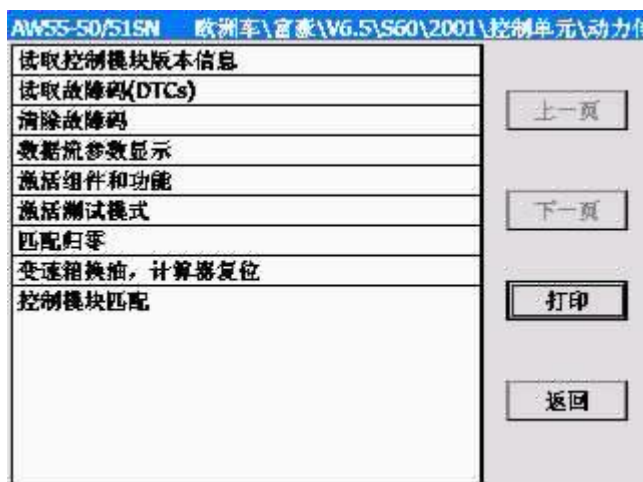 AW55-50/51SN 欧洲车\富豪\V6.5\S60\2001\控制单元\动力传
读取控制模块版本信息
读取故障码(DTCs)
清除故障码
数据流参数显示
激活组件和功能
激活测试模式
匹配归零
变速箱换油，计算器复位
控制模块匹配
上一页
下一页
打印
返回